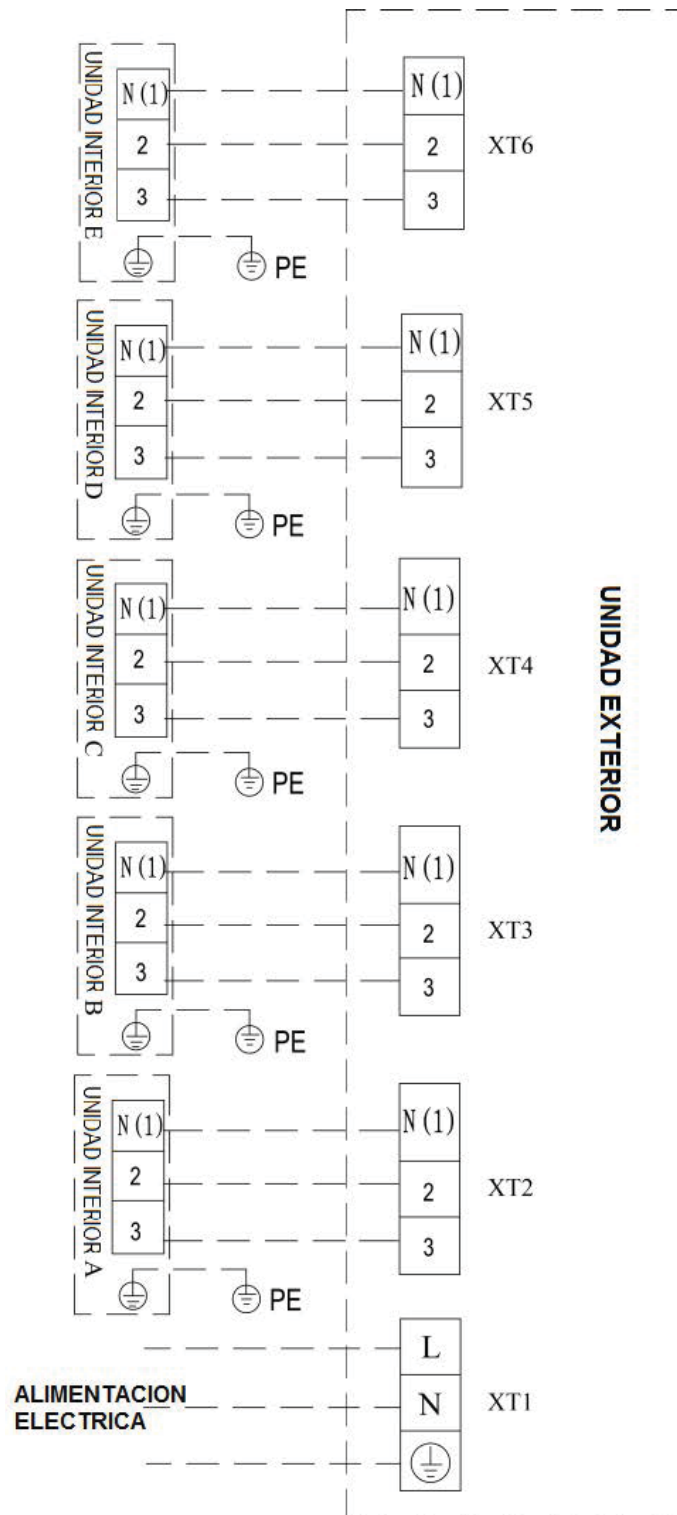 UNIDAD INTERIOR E
N (1)
2
3
PE
N (1)
2
3
XT6
UNIDAD INTERIOR D
N (1)
2
3
PE
N (1)
2
3
XT5
UNIDAD INTERIOR C
N (1)
2
3
PE
N (1)
2
3
XT4
UNIDAD EXTERIOR
UNIDAD INTERIOR B
N (1)
2
3
PE
N (1)
2
3
XT3
UNIDAD INTERIOR A
N (1)
2
3
PE
N (1)
2
3
XT2
ALIMENTACION
ELECTRICA
L
N
XT1